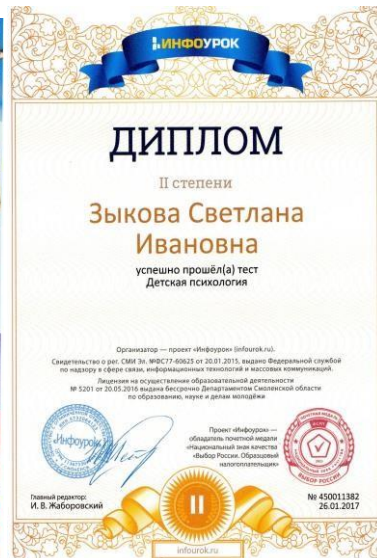 ИНФОУРОК
ДИПЛОМ
II степени
Зыкова Светлана
Ивановна
успешно прошёл(а) тест
Детская психология
Организатор — проект «Инфоурок» (infourok.ru).
Свидетельство о рег. СМИ Эл. №ФС77-60625 от 20.01.2015, выдано Федеральной службой
по надзору в сфере связи, информационных технологий и массовых коммуникаций.
Лицензия на осуществление образовательной деятельности
№ 5201 от 20.05.2016 выдана бессрочно Департаментом Смоленской области
по образованию, науке и делам молодёжи
«Инфоурок»
Проект «Инфоурок» —
обладатель почетной медали
«Национальный знак качества
«Выбор России. Образцовый
налогоплательщик»
ВЫБОР РОССИИ
Главный редактор:
И. В. Жаборовский
II
№ 450011382
26.01.2017
infourok.ru